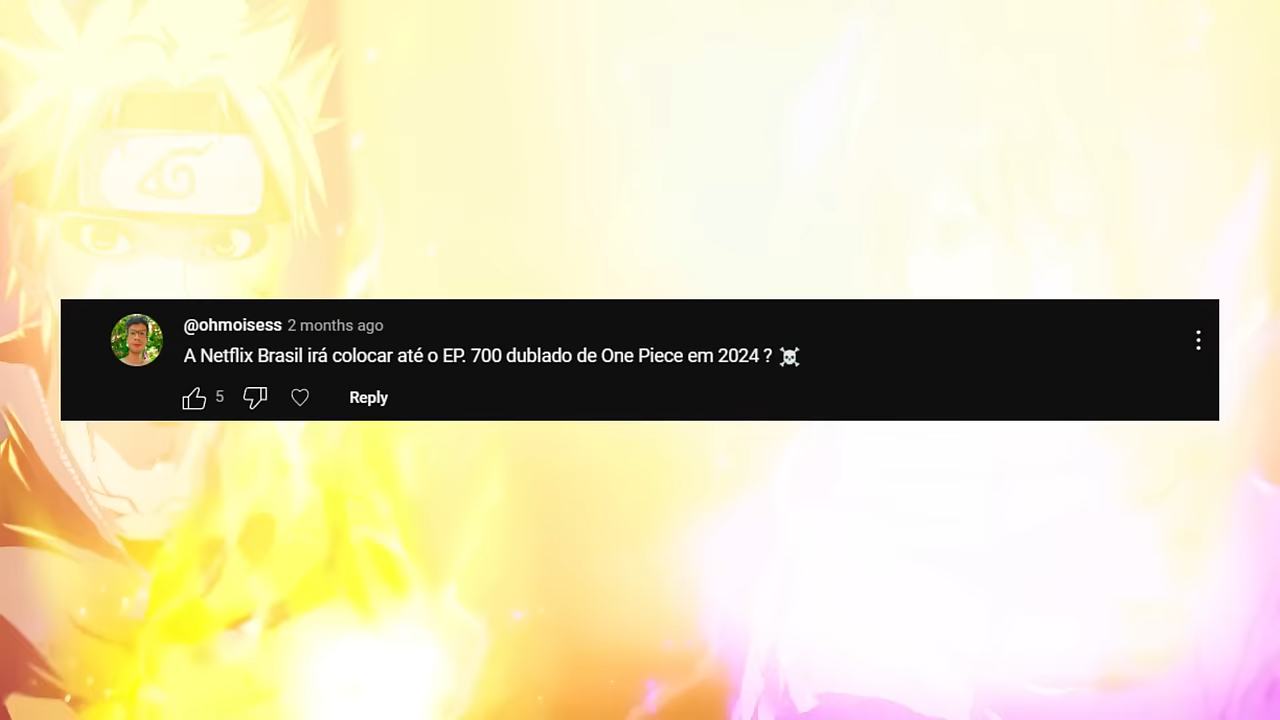 @ohmoisess 2 months ago
A Netflix Brasil irá colocar até o EP. 700 dublado de One Piece em 2024 ? ☠️
5 Reply